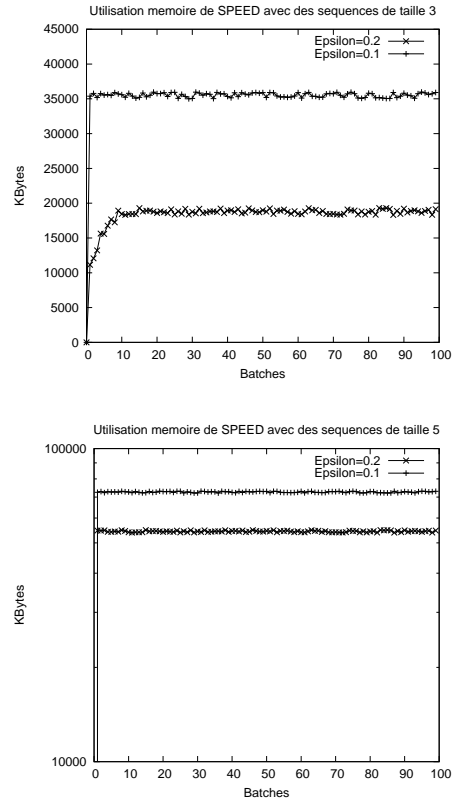 Utilisation memoire de SPEED avec des sequences de taille 3
45000
40000
35000
30000
25000
20000
15000
10000
5000
0
KBytes
Epsilon=0.2
Epsilon=0.1
0 10 20 30 40 50 60 70 80 90 100
Batches
Utilisation memoire de SPEED avec des sequences de taille 5
100000
10000
KBytes
Epsilon=0.2
Epsilon=0.1
0 10 20 30 40 50 60 70 80 90 100
Batches